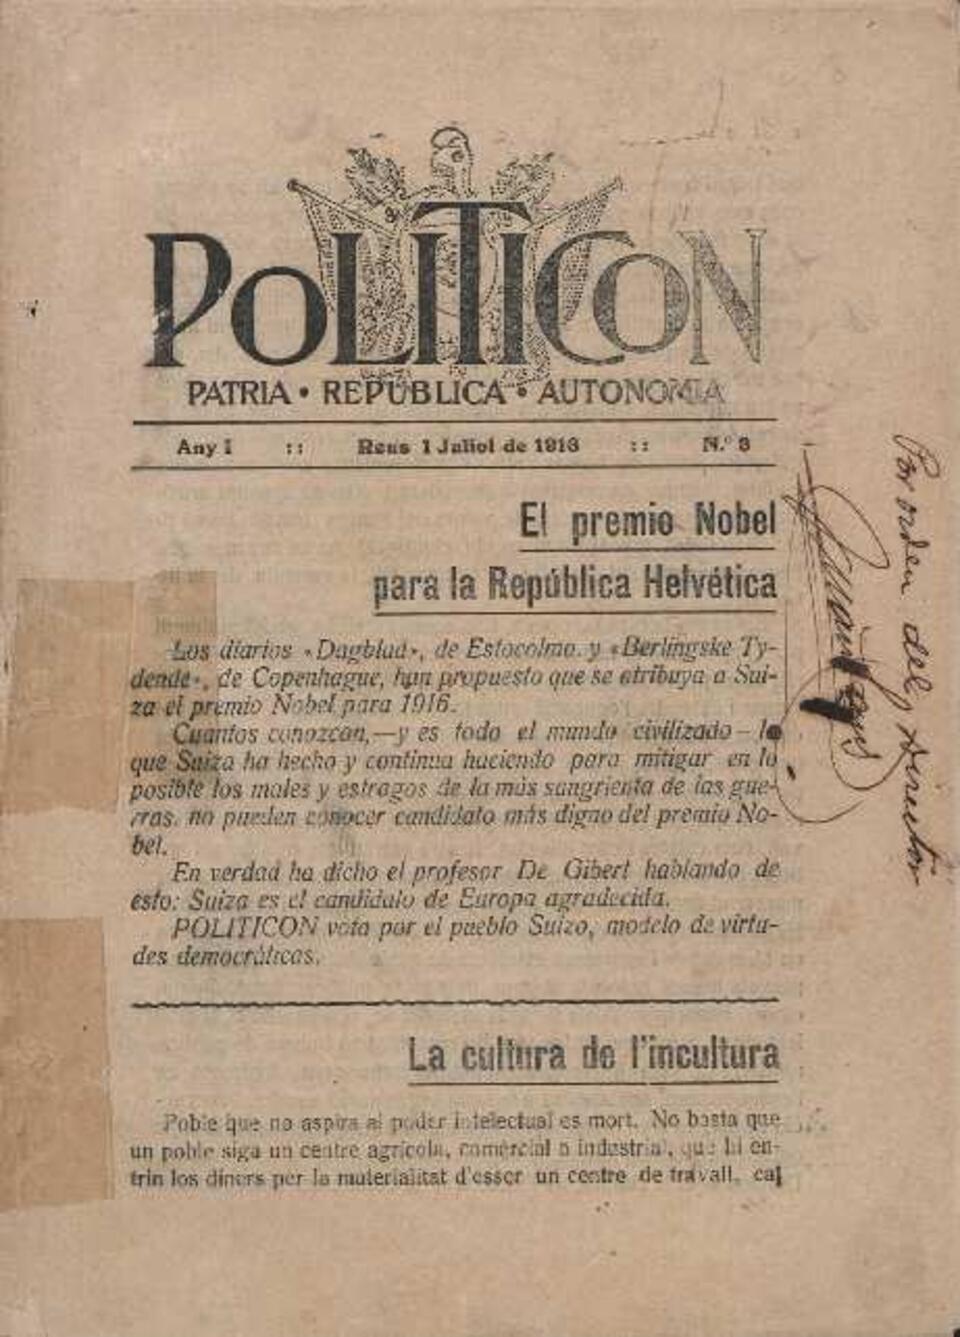 POLITICON
PATRIA • REPÚBLICA • AUTONOMIA
Any I :: Reus 1 Juliol de 1916 :: N.º 3
El premio Nobel
para la República Helvética
Los diarios «Dagblad», de Estocolmo, y «Berlingske Ty-
dende», de Copenhague, han propuesto que se atribuya a Sui-
za el premio Nobel para 1916.
Cuantos conozcan,—y es todo el mundo civilizado—lo
que Suiza ha hecho y continua haciendo para mitigar en lo
posible los males y estragos de la más sangrienta de las gue-
rras, no pueden conocer candidato más digno del premio No-
bel.
En verdad ha dicho el profesor De Gibert hablando de
esto: Suiza es el candidato de Europa agradecida.
POLITICON vota por el pueblo Suizo, modelo de virtu-
des democráticas.
La cultura de l'incultura
Poble que no aspira al poder intelectual es mort. No basta que
un poble siga un centre agrícola, comercial o industrial, que hi en-
trin los diners per la materialitat d'esser un centre de travall, cal
Por orden del Director